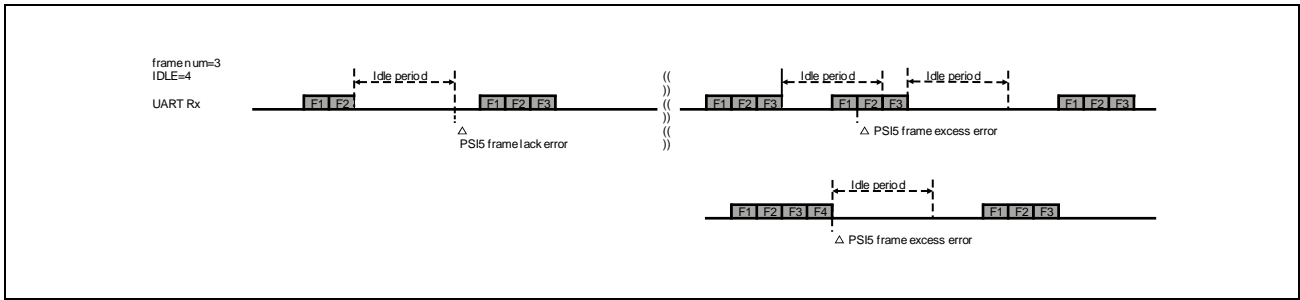 frame num=3
IDLE=4
UART Rx
Idle period
F1 F2
F1 F2 F3
PSI5 frame lack error
((
))
((
))
((
))
Idle period
Idle period
F1 F2 F3
F1 F2 F3
F1 F2 F3
PSI5 frame excess error
Idle period
F1 F2 F3 F4
F1 F2 F3
PSI5 frame excess error